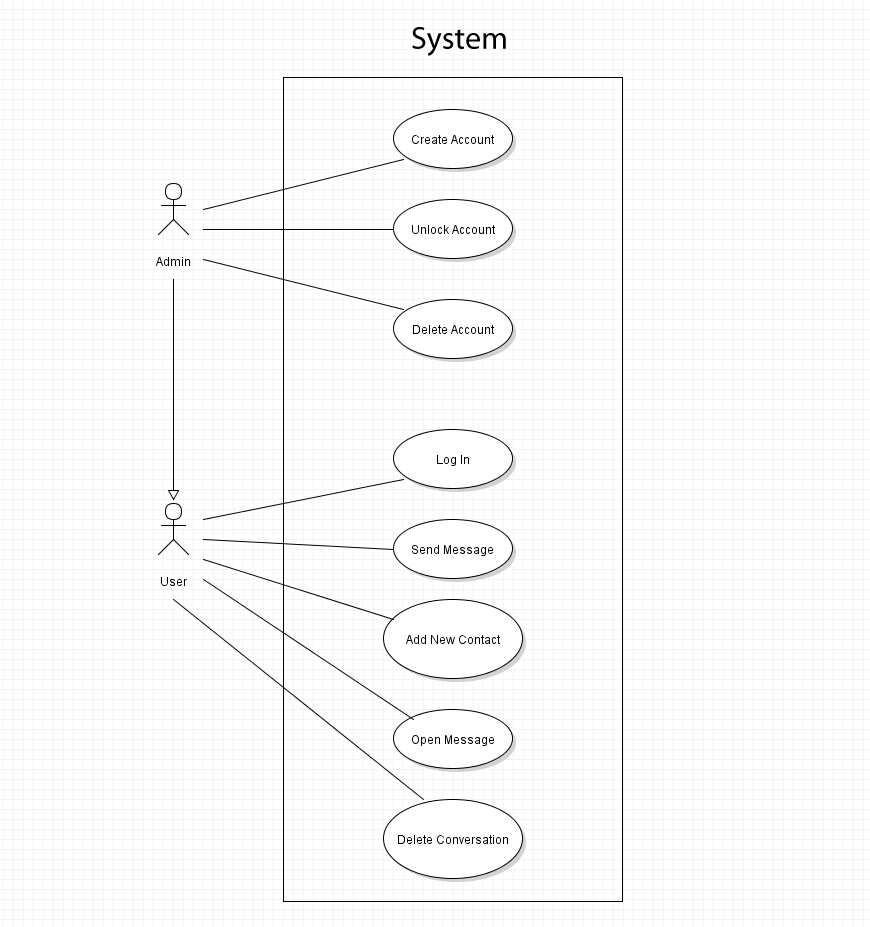 System
Create Account
Unlock Account
Admin
Delete Account
Log In
Send Message
User
Add New Contact
Open Message
Delete Conversation